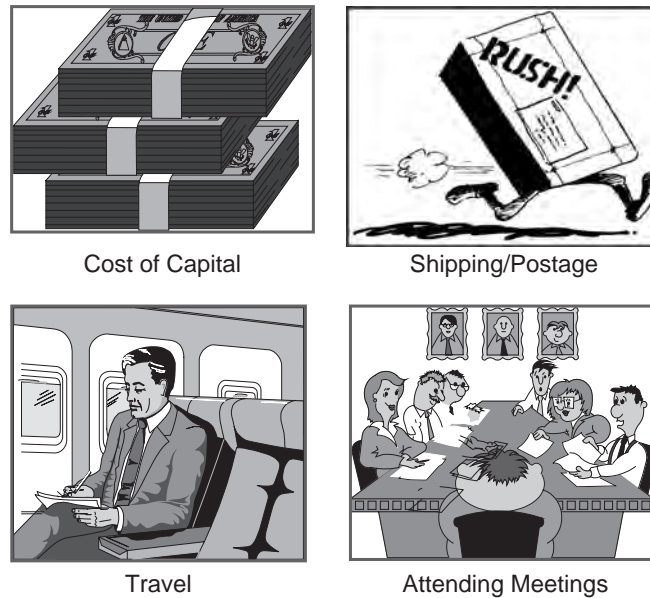 Cost of Capital
RUSH!
Shipping/Postage
Travel
Attending Meetings